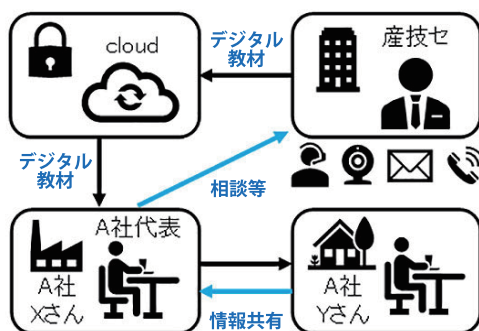 cloud
デジタル
教材
産技セ
デジタル
教材
相談等
A社代表
A社
Xさん
A社
Yさん
情報共有